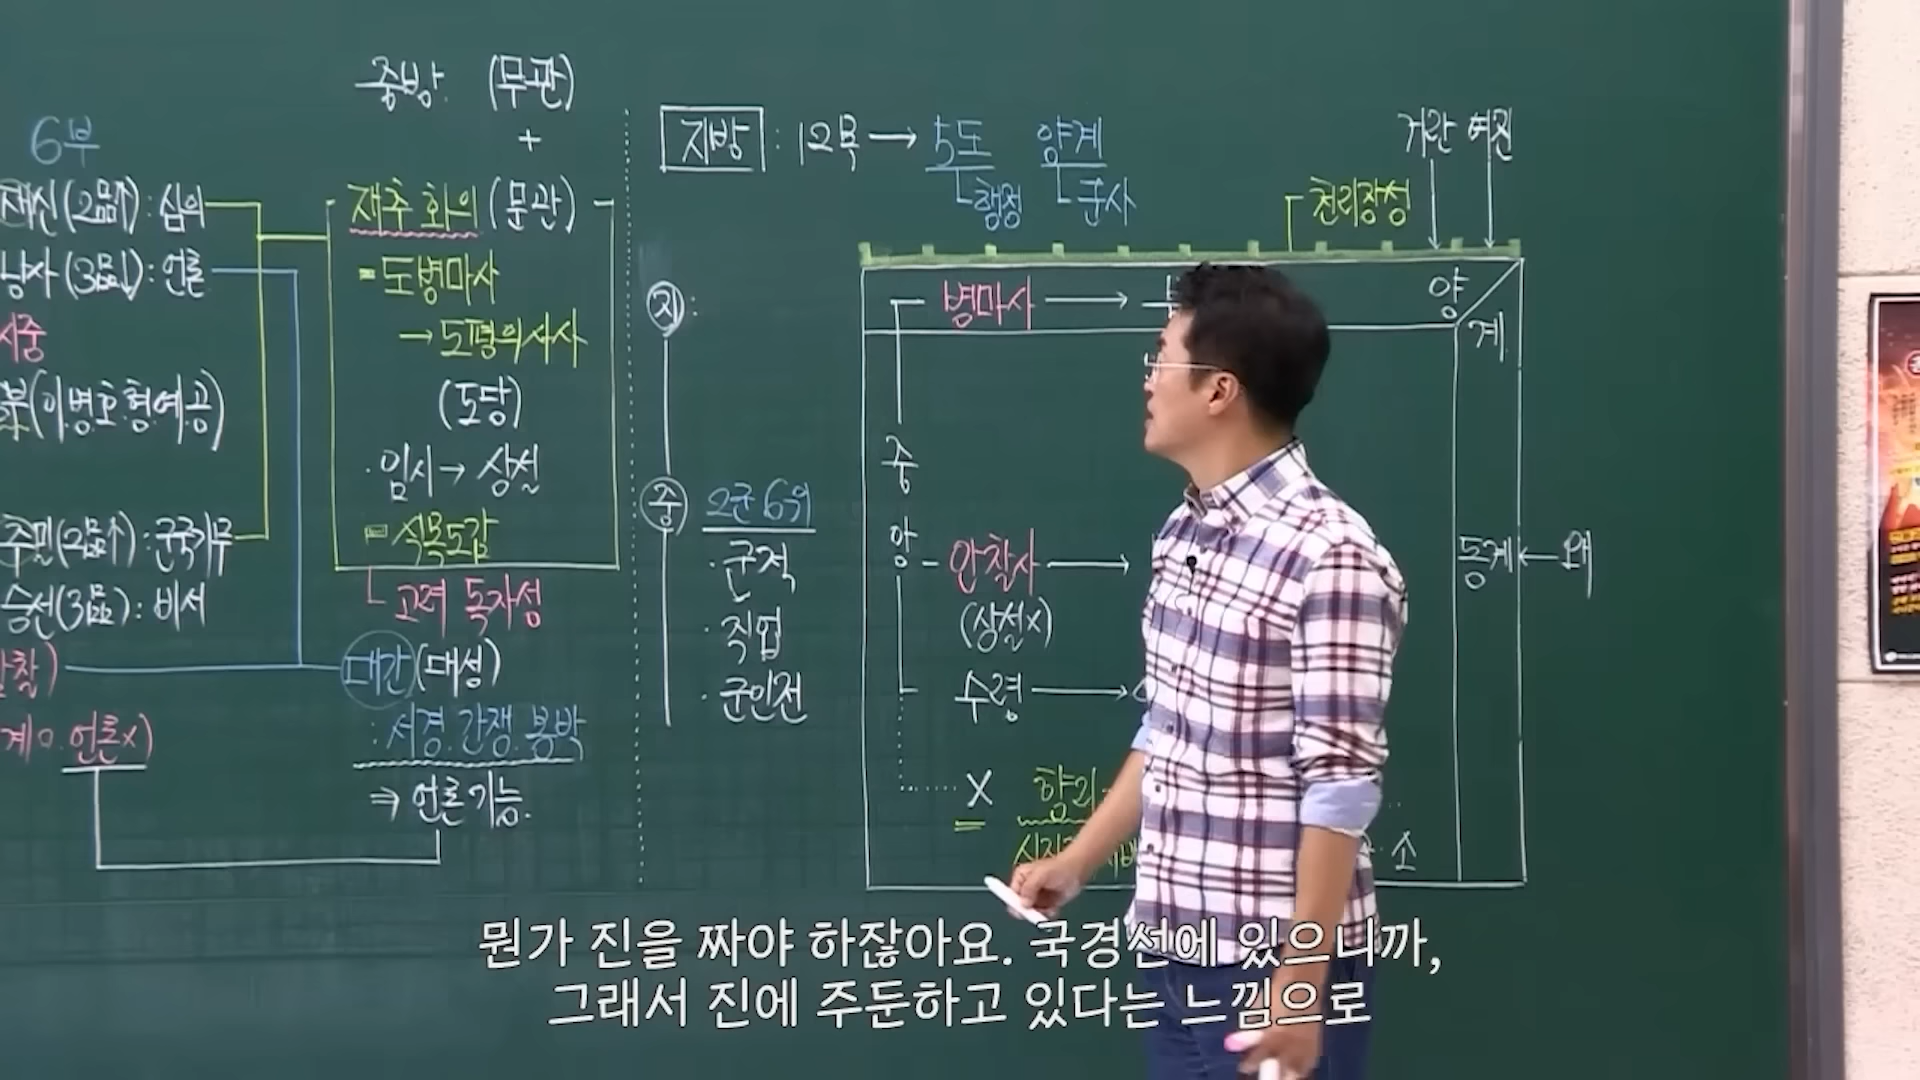 6부
재신(2品↑): 심의
낭사(3品↓): 언론
시중
부(이.병.호.형.예.공)
추밀(2品↑): 군국기무
승선(3品): 비서
찰)
계o. 언론x)
중방 (무관)
+
재추 회의 (문관)
= 도병마사
→ 도평의사사
(도당)
· 임시 → 상설
= 식목도감
고려 독자성
대간(대성)
: 서경. 간쟁. 봉박
⇒ 언론기능.
지방 : 12목 → 5도 양계
행정 군사
지 :
중 2군 6위
· 군적
· 직업
· 군인전
천리장성
거란 여진
병마사 →
양계
중앙
안찰사 →
(상설x)
수령 →
X 향리
동계 ← 왜
소
뭔가 진을 짜야 하잖아요. 국경선에 있으니까,
그래서 진에 주둔하고 있다는 느낌으로